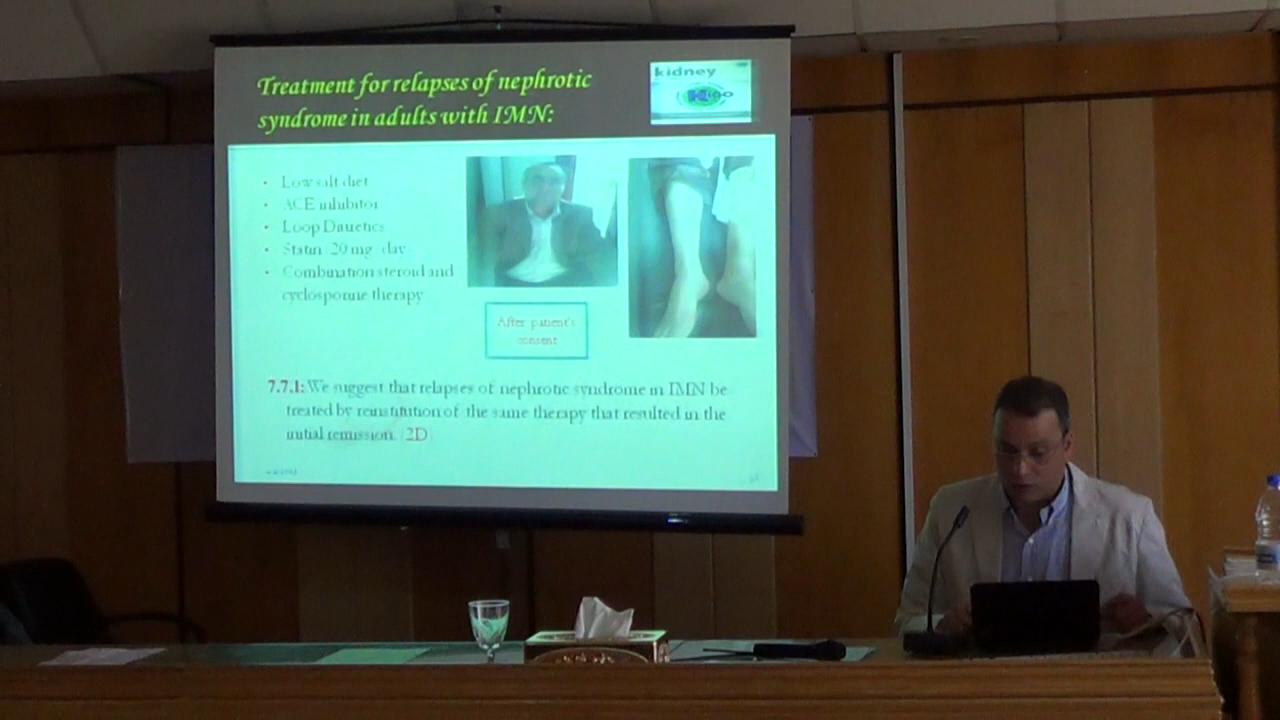 Treatment for relapses of nephrotic
syndrome in adults with IMN:
kidney
• Low salt diet
• ACE inhibitor
• Loop Dauetics
• Statin 20 mg day
• Combination steroid and
cyclosporine therapy
After patient's
consent
7.7.1: We suggest that relapses of nephrotic syndrome in IMN be
treated by reinstitution of the same therapy that resulted in the
initial remission. (2D)